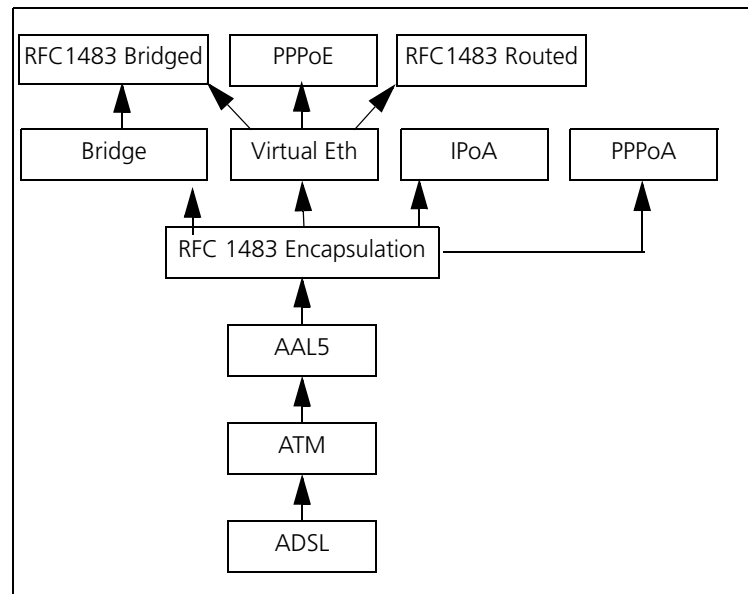 RFC1483 Bridged
PPPoE
RFC1483 Routed
Bridge
Virtual Eth
IPoA
PPPoA
RFC 1483 Encapsulation
AAL5
ATM
ADSL